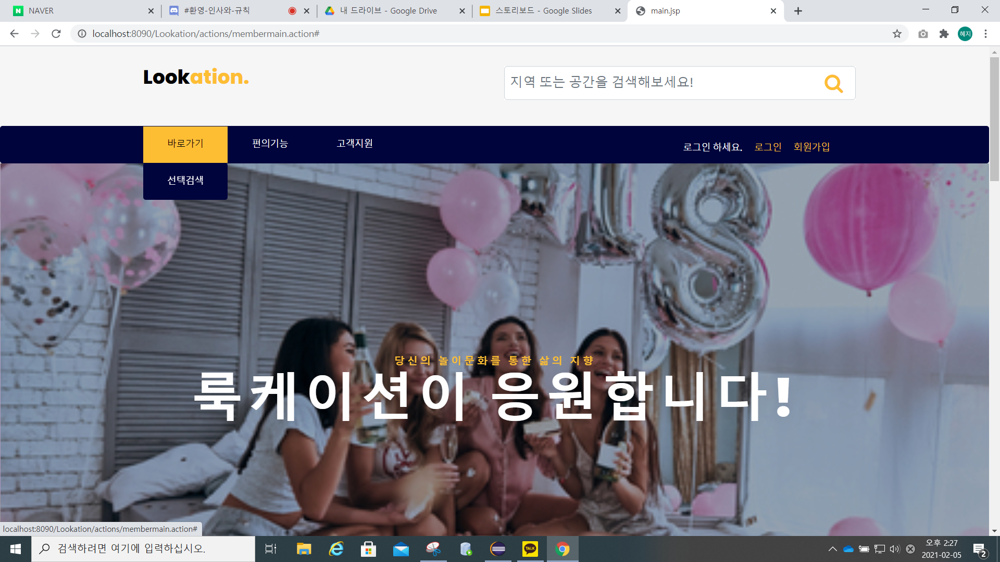 NAVER
#환영-인사와-규칙
내 드라이브 - Google Drive
스토리보드 - Google Slides
main.jsp
localhost:8090/Lookation/actions/membermain.action#
혜지
Lookation.
지역 또는 공간을 검색해보세요!
바로가기
편의기능
고객지원
로그인 하세요.
로그인
회원가입
선택검색
당신의 놀이문화를 통한 삶의 지향
룩케이션이 응원합니다!
localhost:8090/Lookation/actions/membermain.action#
검색하려면 여기에 입력하십시오.
TALK
오후 2:27
2021-02-05
2